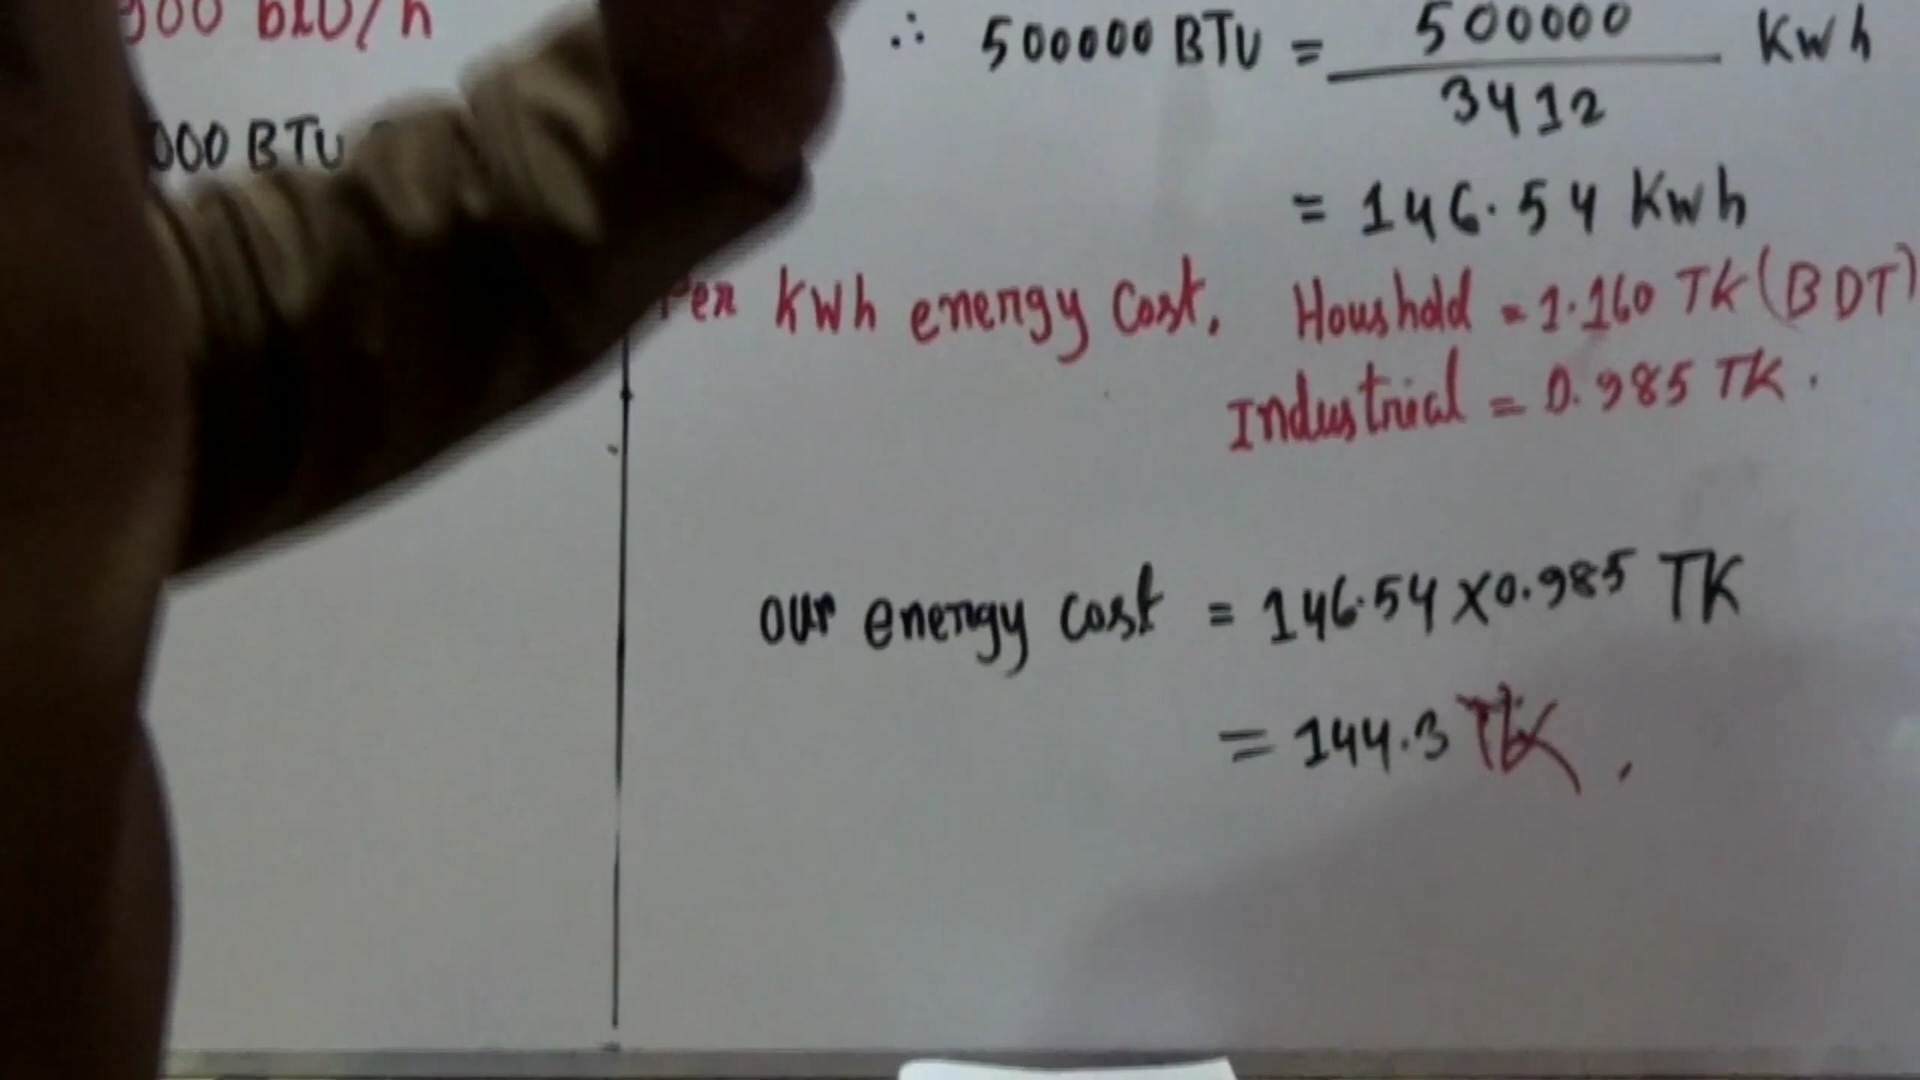 000 BTU
∴ 500000 BTU = 500000 / 3412 Kwh
= 146.54 Kwh
Per KWh energy Cost, Houshold = 1.160 TK (BDT)
Industrial = 0.985 TK.
our energy cost = 146.54 x 0.985 TK
= 144.3 TK.